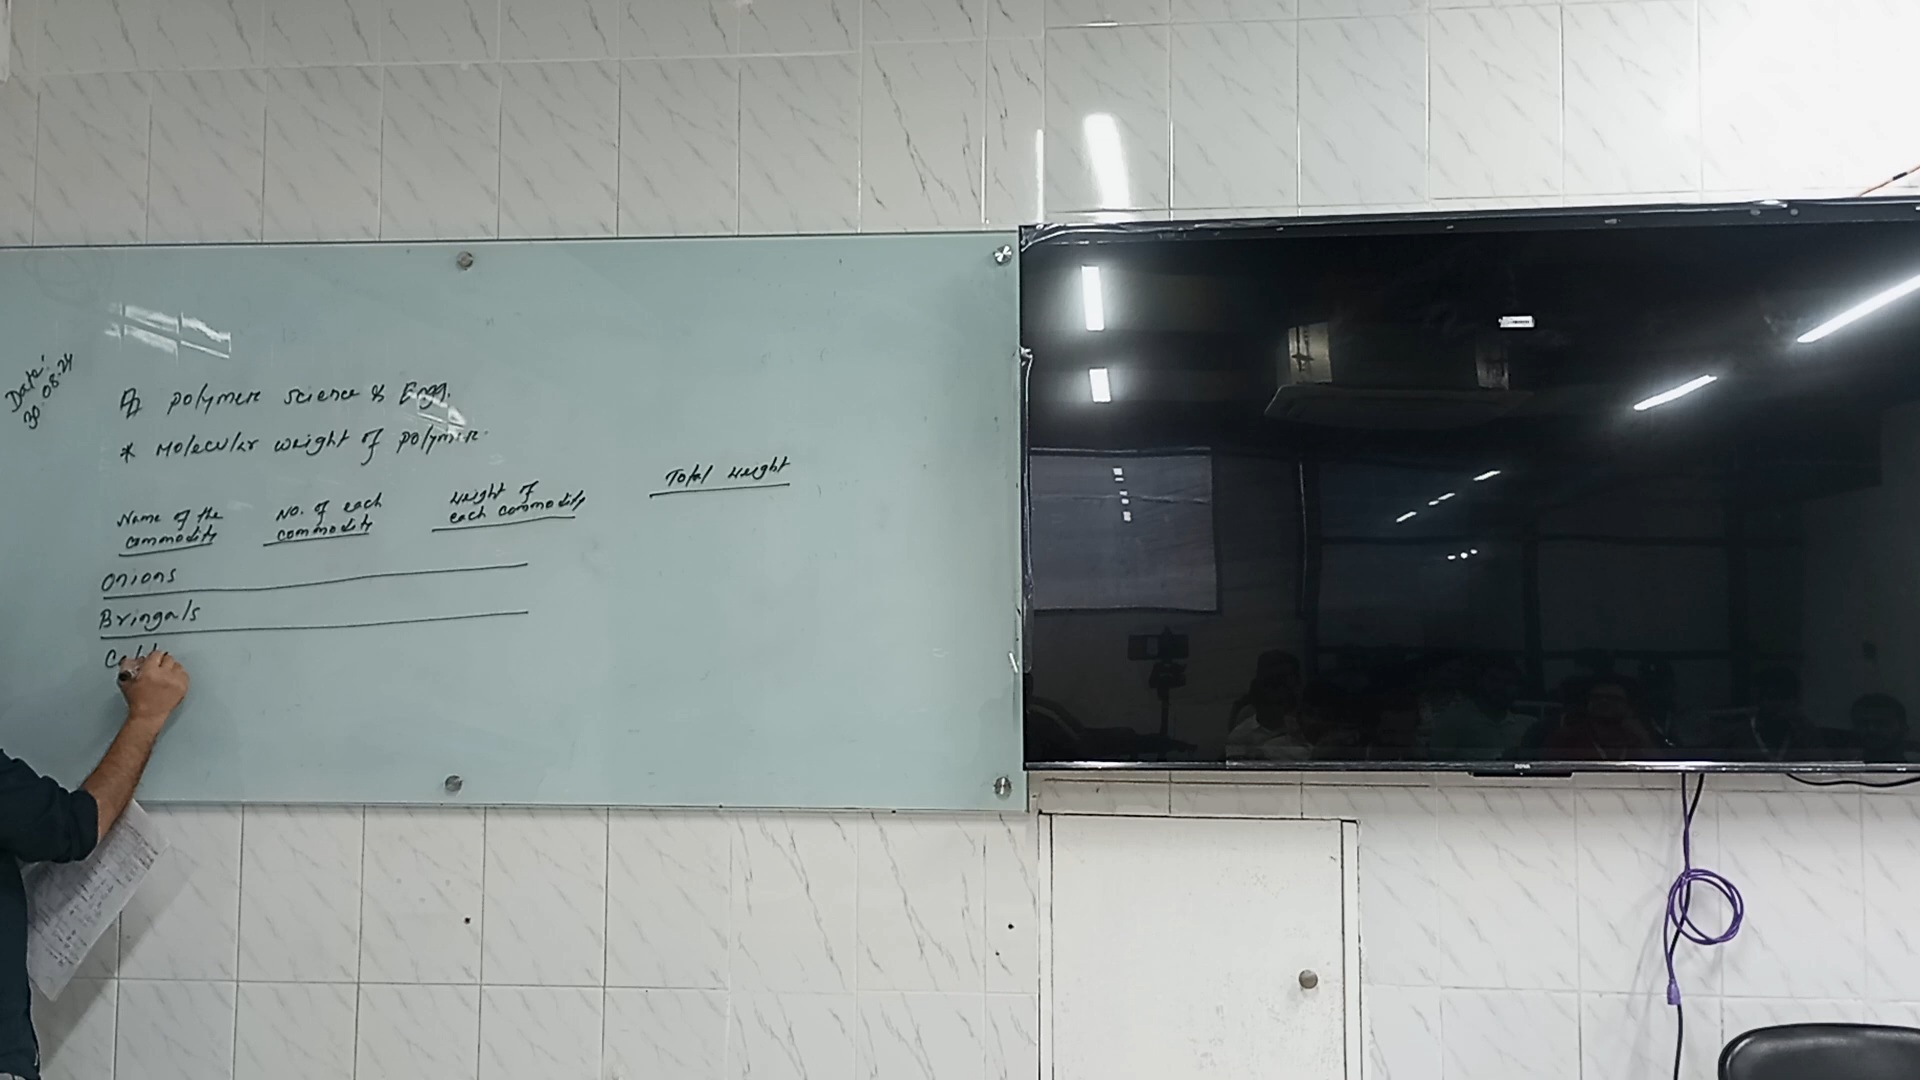 Date:
30.08.24
polymer science & Engg.
* Molecular weight of polymer.
Name of the commodity
No. of each commodity
Weight of each commodity
Total weight
Onions
Bringals